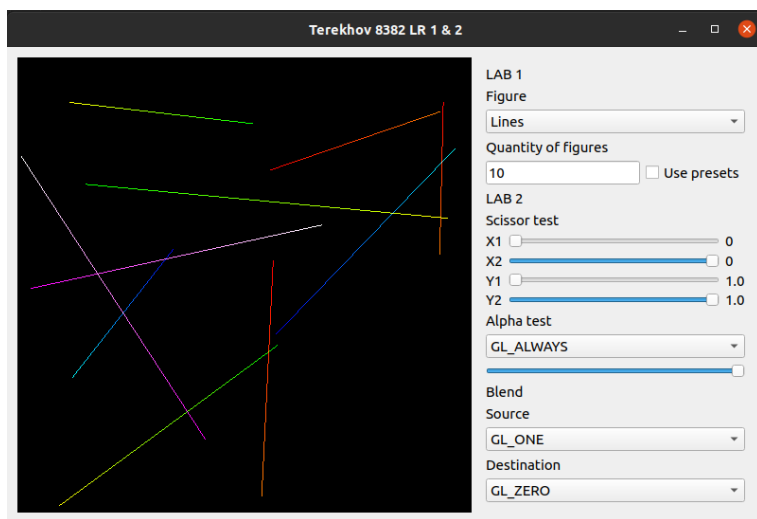 Terekhov 8382 LR 1 & 2
LAB 1
Figure
Lines
Quantity of figures
10 Use presets
LAB 2
Scissor test
X1 0
X2 0
Y1 1.0
Y2 1.0
Alpha test
GL_ALWAYS
Blend
Source
GL_ONE
Destination
GL_ZERO